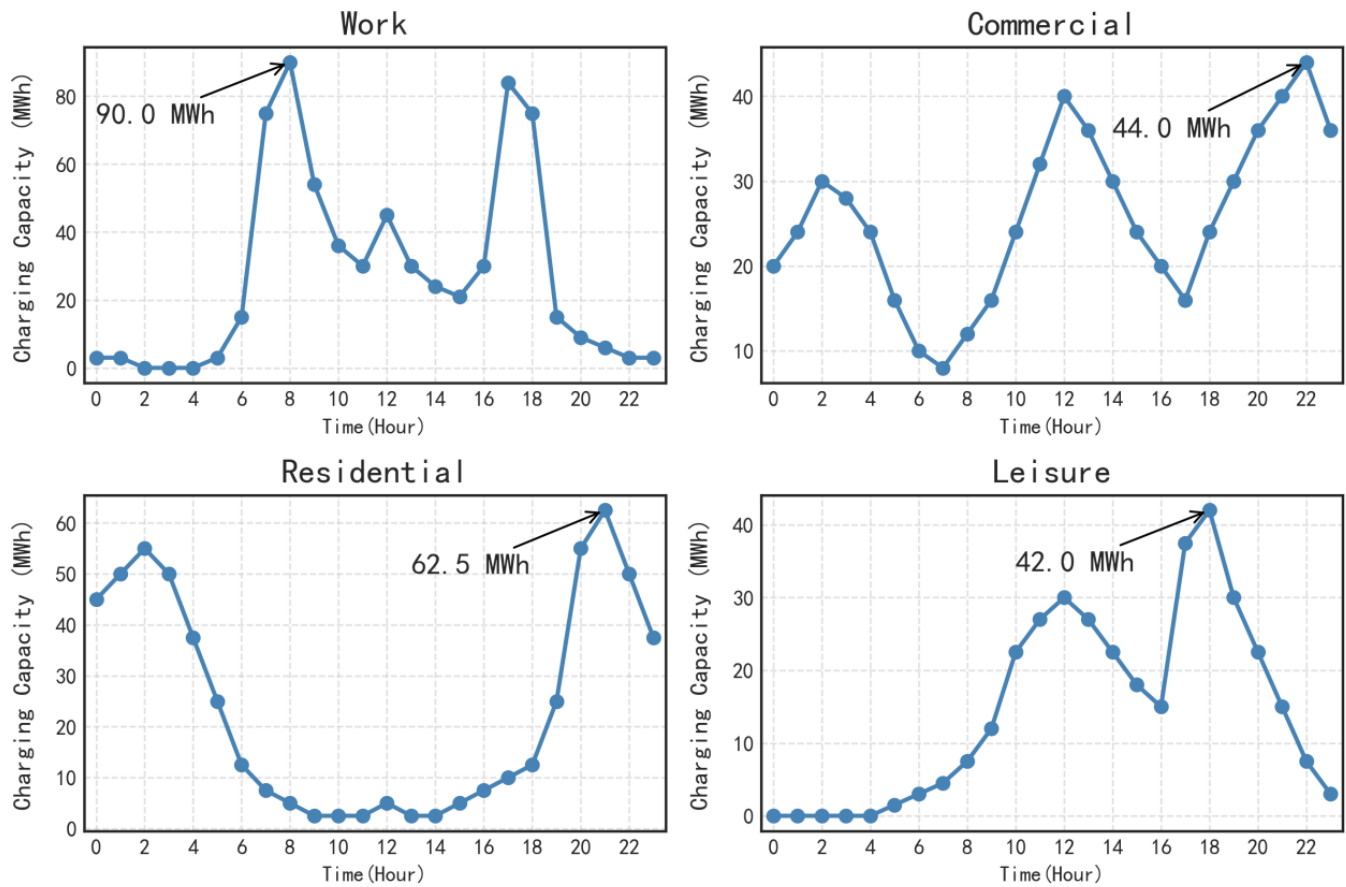 Work
Charging Capacity (MWh)
80
60
40
20
0
90.0 MWh
0 2 4 6 8 10 12 14 16 18 20 22
Time(Hour)
Commercial
Charging Capacity (MWh)
40
30
20
10
44.0 MWh
0 2 4 6 8 10 12 14 16 18 20 22
Time(Hour)
Residential
Charging Capacity (MWh)
60
50
40
30
20
10
0
62.5 MWh
0 2 4 6 8 10 12 14 16 18 20 22
Time(Hour)
Leisure
Charging Capacity (MWh)
40
30
20
10
0
42.0 MWh
0 2 4 6 8 10 12 14 16 18 20 22
Time(Hour)